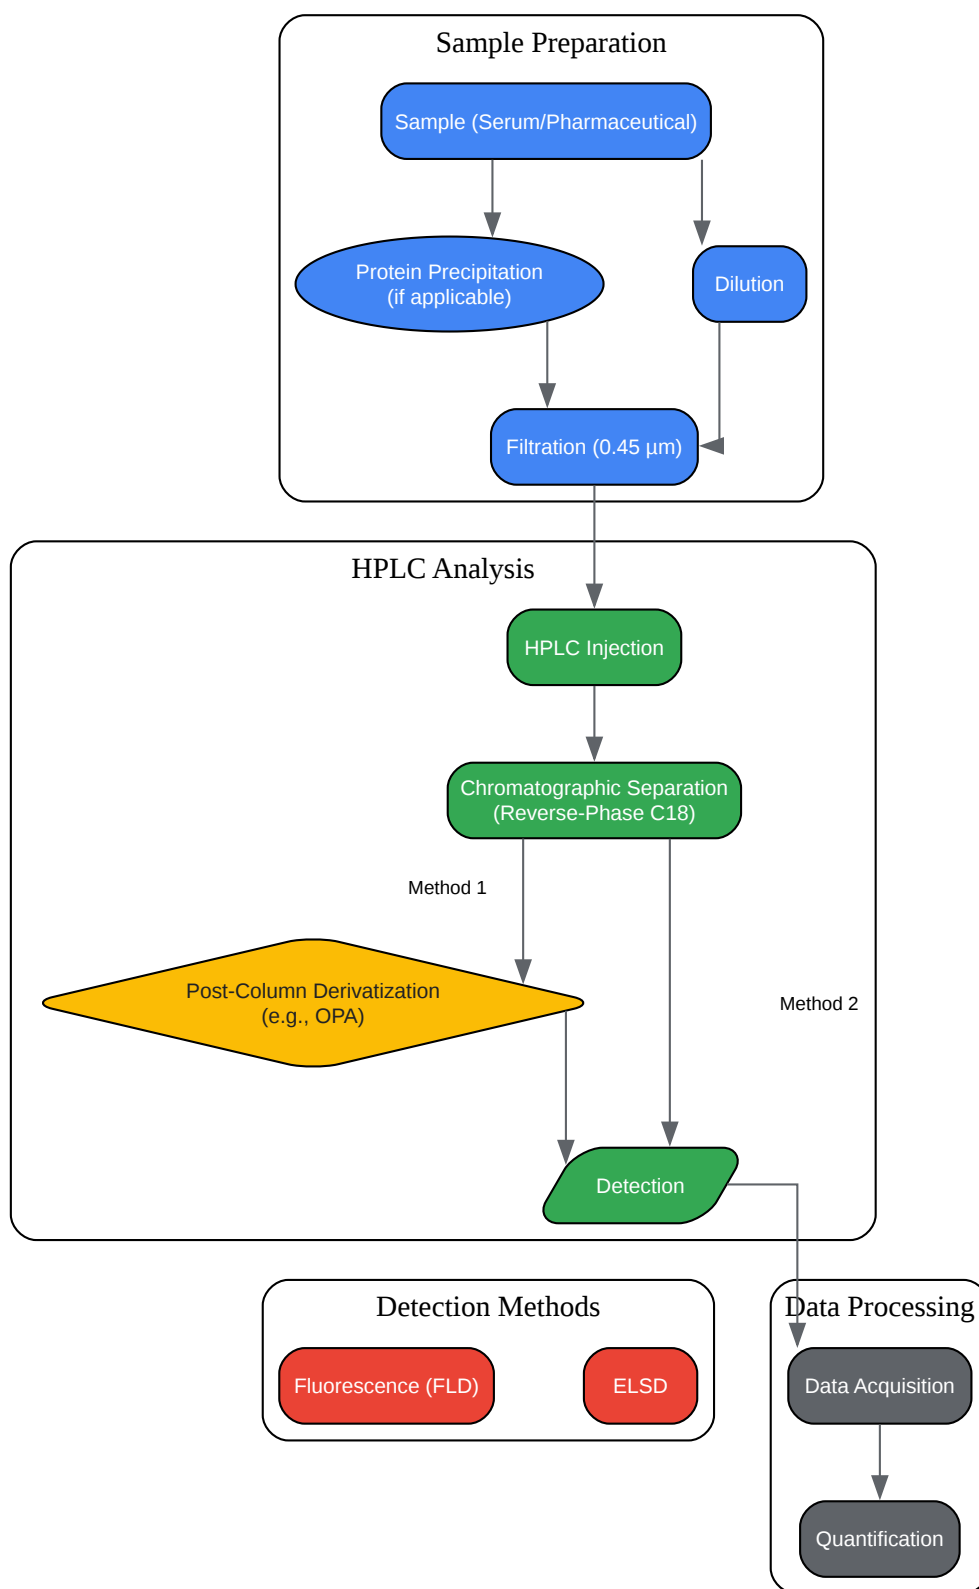 Sample Preparation
Sample (Serum/Pharmaceutical)
Protein Precipitation
(if applicable)
Dilution
Filtration (0.45 µm)
HPLC Analysis
HPLC Injection
Chromatographic Separation
(Reverse-Phase C18)
Method 1
Post-Column Derivatization
(e.g., OPA)
Method 2
Detection
Detection Methods
Fluorescence (FLD)
ELSD
Data Processing
Data Acquisition
Quantification